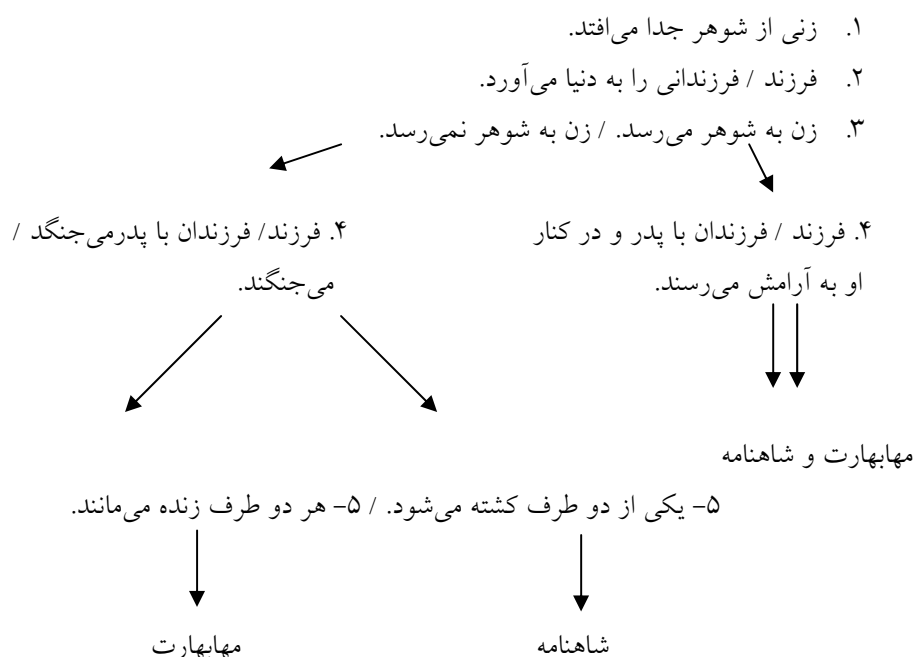 ۱. زنی از شوهر جدا می‌افتد.
۲. فرزند / فرزندانی را به دنیا می‌آورد.
۳. زن به شوهر می‌رسد. / زن به شوهر نمی‌رسد.
۴. فرزند / فرزندان با پدر و در کنار
او به آرامش می‌رسند.
۴. فرزند/ فرزندان با پدرمی‌جنگد /
می‌جنگند.
مهابهارت و شاهنامه
۵- یکی از دو طرف کشته می‌شود. / ۵- هر دو طرف زنده می‌مانند.
شاهنامه
مهابهارت